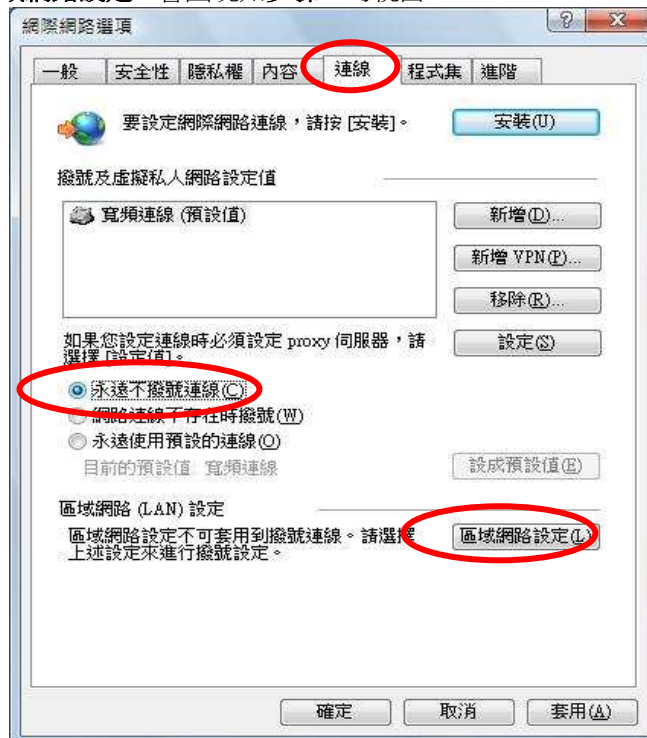 網際網路選項
一般 安全性 隱私權 內容 連線 程式集 進階
要設定網際網路連線，請按 [安裝]。
安裝(U)
撥號及虛擬私人網路設定值
寬頻連線 (預設值)
新增(D)...
新增 VPN(P)...
移除(R)...
如果您設定連線時必須設定 proxy 伺服器，請
選擇 [設定值]。
設定(S)
永遠不撥號連線(C)
網路連線不存在時撥號(W)
永遠使用預設的連線(O)
目前的預設值 寬頻連線
設成預設值(E)
區域網路 (LAN) 設定
區域網路設定不可套用到撥號連線。請選擇
上述設定來進行撥號設定。
區域網路設定(L)
確定 取消 套用(A)